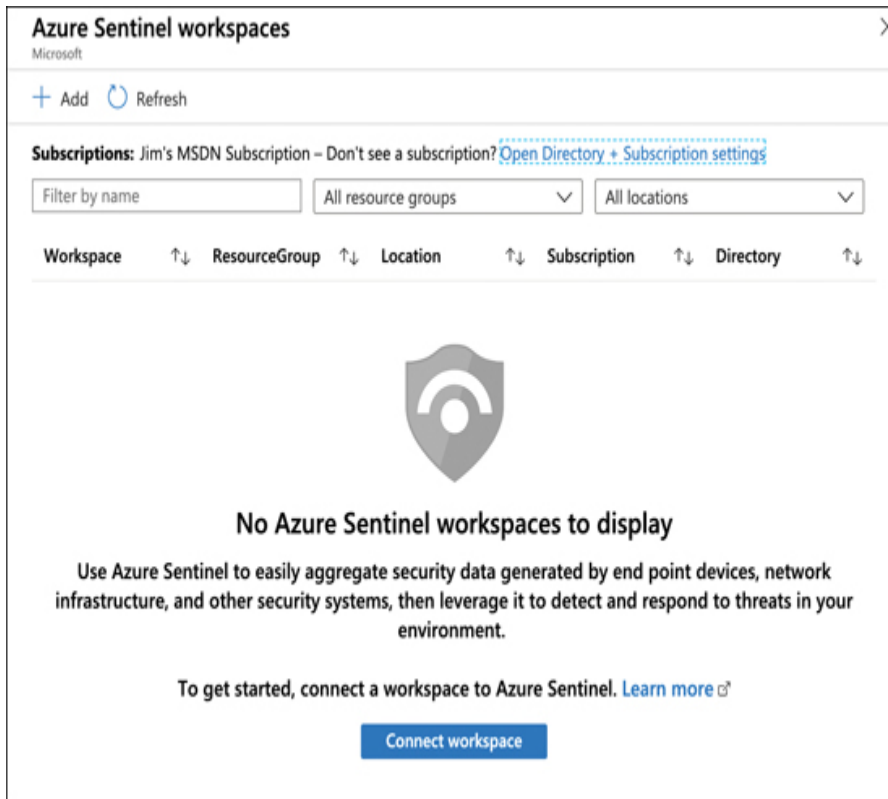 Azure Sentinel workspaces
Microsoft
Add Refresh
Subscriptions: Jim's MSDN Subscription – Don't see a subscription? Open Directory + Subscription settings
Filter by name All resource groups All locations
Workspace ResourceGroup Location Subscription Directory
No Azure Sentinel workspaces to display
Use Azure Sentinel to easily aggregate security data generated by end point devices, network
infrastructure, and other security systems, then leverage it to detect and respond to threats in your
environment.
To get started, connect a workspace to Azure Sentinel. Learn more
Connect workspace